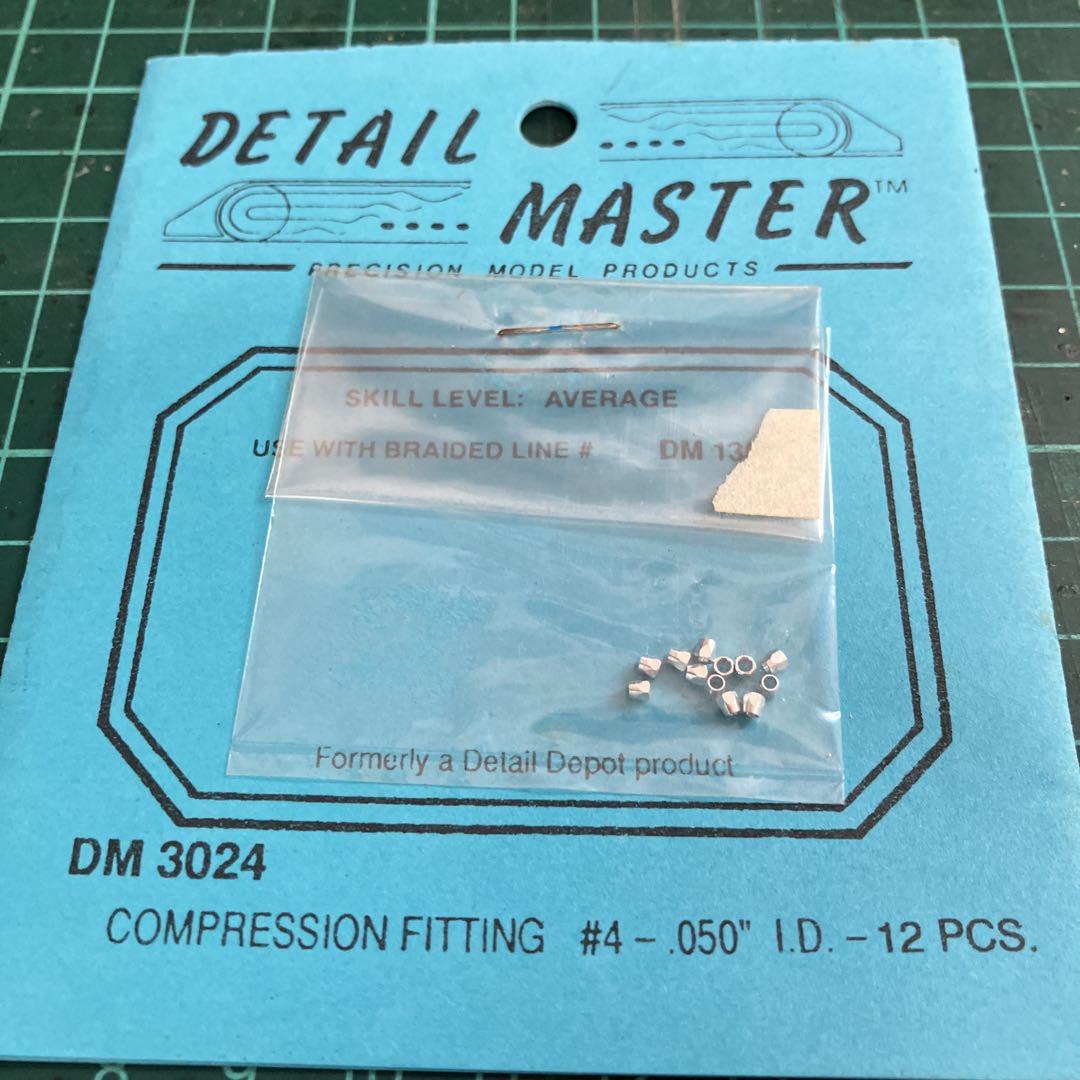 DETAIL
MASTER™
PRECISION MODEL PRODUCTS
SKILL LEVEL: AVERAGE
USE WITH BRAIDED LINE # DM
Formerly a Detail Depot product
DM 3024
COMPRESSION FITTING #4 - .050" I.D. - 12 PCS.